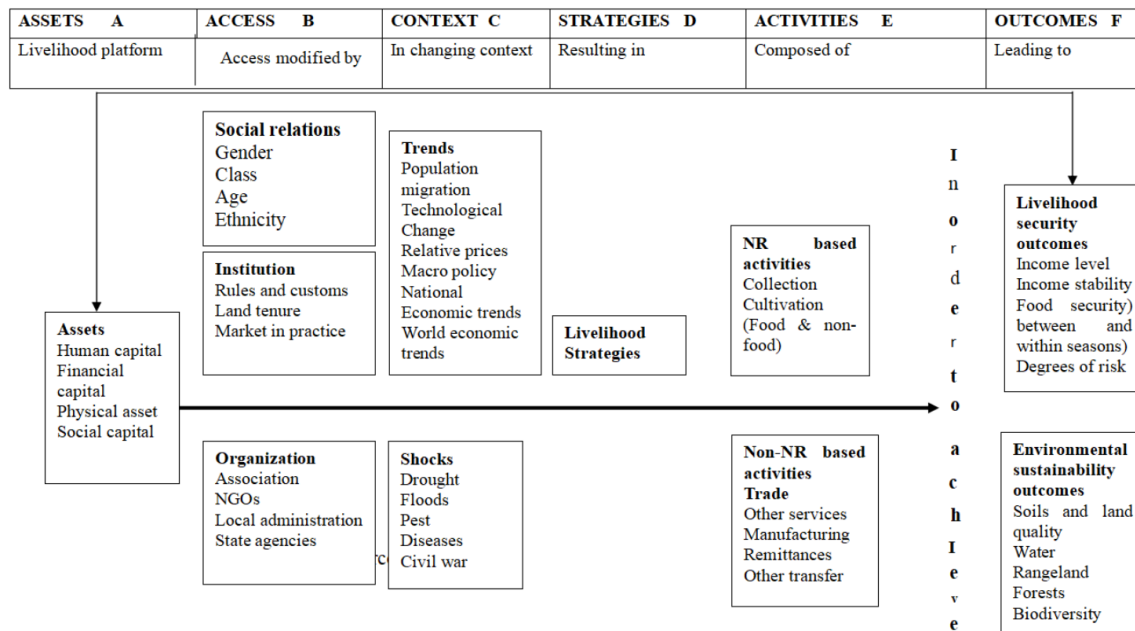 ASSETS A
ACCESS B
CONTEXT C
STRATEGIES D
ACTIVITIES E
OUTCOMES F
Livelihood platform
Access modified by
In changing context
Resulting in
Composed of
Leading to
Assets
Human capital
Financial
capital
Physical asset
Social capital
Social relations
Gender
Class
Age
Ethnicity
Institution
Rules and customs
Land tenure
Market in practice
Organization
Association
NGOs
Local administration
State agencies
Trends
Population
migration
Technological
Change
Relative prices
Macro policy
National
Economic trends
World economic
trends
Shocks
Drought
Floods
Pest
Diseases
Civil war
Livelihood
Strategies
NR based
activities
Collection
Cultivation
(Food & non-
food)
Non-NR based
activities
Trade
Other services
Manufacturing
Remittances
Other transfer
I
n
o
r
d
e
r
t
o
a
c
h
I
e
v
e
Livelihood
security
outcomes
Income level
Income stability
Food security)
between and
within seasons)
Degrees of risk
Environmental
sustainability
outcomes
Soils and land
quality
Water
Rangeland
Forests
Biodiversity